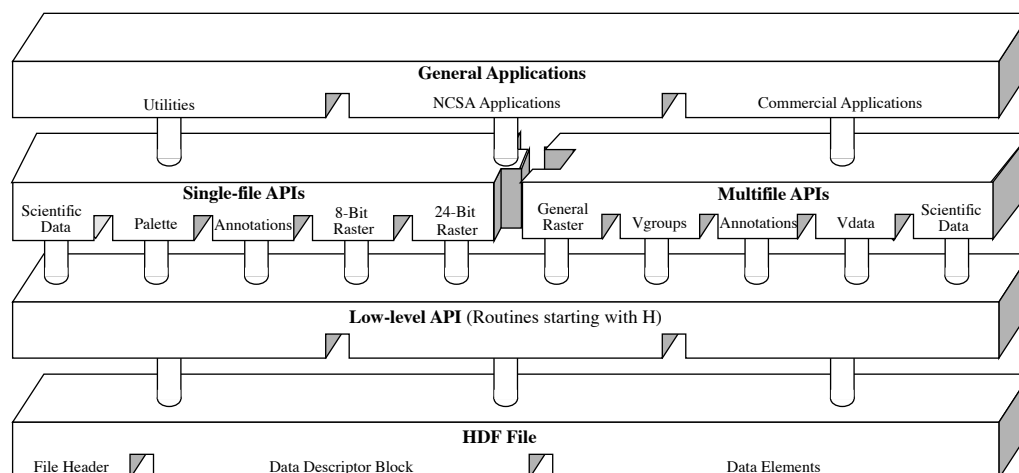 General Applications
Utilities NCSA Applications Commercial Applications
Single-file APIs
Scientific Data
Palette
Annotations
8-Bit Raster
24-Bit Raster
Multifile APIs
General Raster
Vgroups
Annotations
Vdata
Scientific Data
Low-level API (Routines starting with H)
HDF File
File Header Data Descriptor Block Data Elements